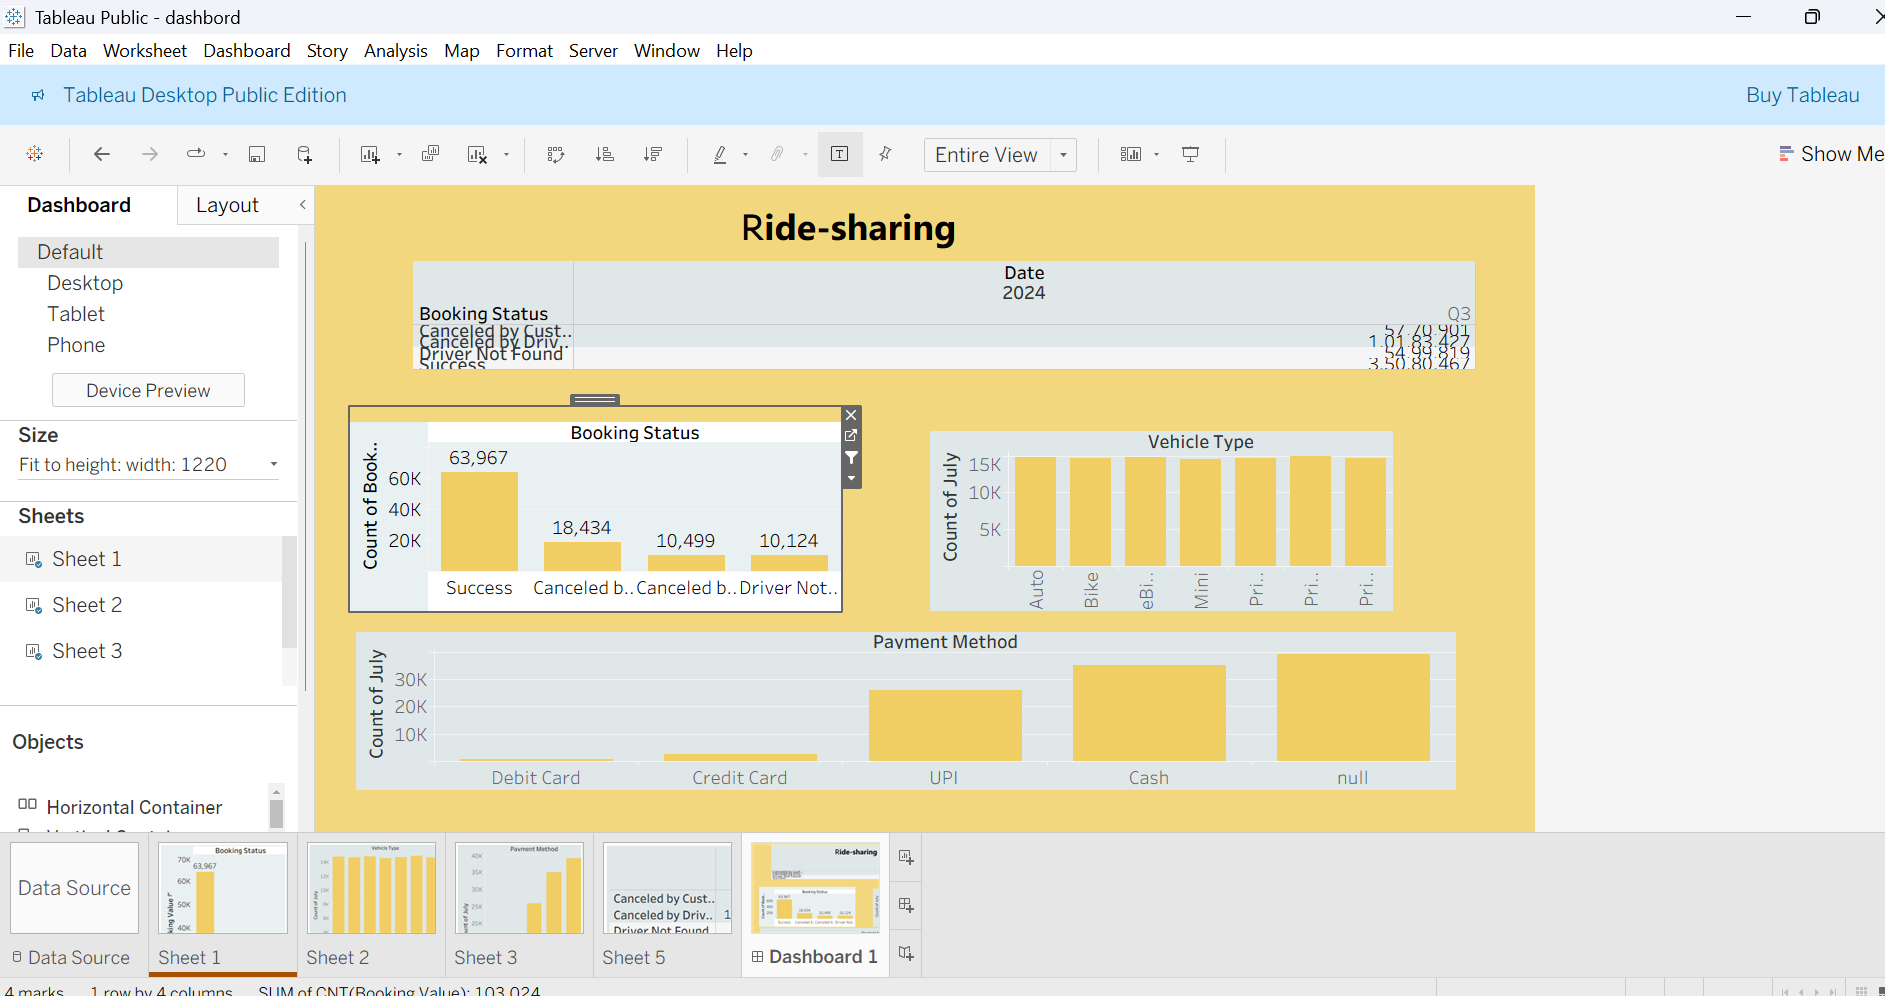 Tableau Public - dashbord
File Data Worksheet Dashboard Story Analysis Map Format Server Window Help
Tableau Desktop Public Edition
Buy Tableau
Entire View
Show Me
Dashboard Layout
Default
Desktop
Tablet
Phone
Device Preview
Size
Fit to height: width: 1220
Sheets
Sheet 1
Sheet 2
Sheet 3
Objects
Horizontal Container
Ride-sharing
Date
2024
Booking Status Q3
Canceled by Cust.. 57,70,901
Canceled by Driv.. 1,01,83,427
Driver Not Found 54,99,819
Success 3,50,80,467
Booking Status
Count of Book..
60K
40K
20K
63,967
18,434
10,499
10,124
Success Canceled b.. Canceled b.. Driver Not..
Vehicle Type
Count of July
15K
10K
5K
Auto Bike eBi.. Mini Pri.. Pri.. Pri..
Payment Method
Count of July
30K
20K
10K
Debit Card Credit Card UPI Cash null
Data Source
Booking Status
70K
63,967
60K
50K
40K
Vehicle Type
Count of July
Payment Method
40K
35K
30K
25K
20K
Canceled by Cust..
Canceled by Driv.. 1
Driver Not Found
Ride-sharing
Data Source Sheet 1 Sheet 2 Sheet 3 Sheet 5 Dashboard 1
4 marks 1 row by 4 columns SUM of CNT(Booking Value): 103,024